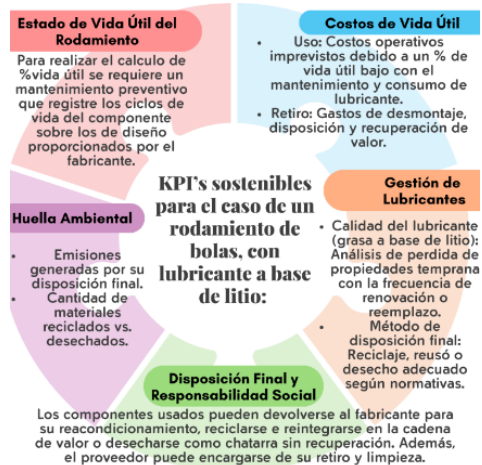 Estado de Vida Útil del
Rodamiento
Para realizar el calculo de
%vida útil se requiere un
mantenimiento preventivo
que registre los ciclos de
vida del componente
sobre los de diseño
proporcionados por el
fabricante.
Costos de Vida Útil
• Uso: Costos operativos
imprevistos debido a un % de
vida útil bajo con el
mantenimiento y consumo de
lubricante.
• Retiro: Gastos de desmontaje,
disposición y recuperación de
valor.
KPI's sostenibles
para el caso de un
rodamiento de
bolas, con
lubricante a base
de litio:
Gestión de
Lubricantes
• Calidad del lubricante
(grasa a base de litio):
Análisis de perdida de
propiedades temprana
con la frecuencia de
renovación o
reemplazo.
• Método de
disposición final:
Reciclaje, reusó o
desecho adecuado
según normativas.
Huella Ambiental
• Emisiones
generadas por su
disposición final.
• Cantidad de
materiales
reciclados vs.
desechados.
Disposición Final y
Responsabilidad Social
Los componentes usados pueden devolverse al fabricante para
su reacondicionamiento, reciclarse e reintegrarse en la cadena
de valor o desecharse como chatarra sin recuperación. Además,
el proveedor puede encargarse de su retiro y limpieza.